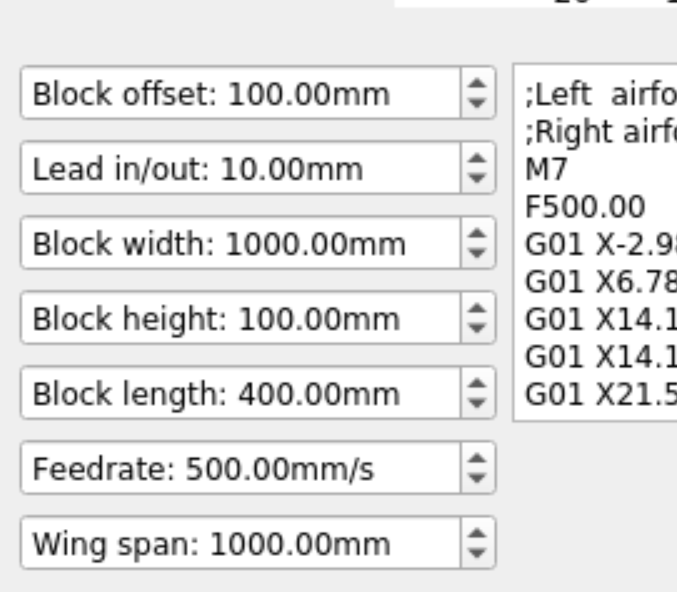 Block offset: 100.00mm
Lead in/out: 10.00mm
Block width: 1000.00mm
Block height: 100.00mm
Block length: 400.00mm
Feedrate: 500.00mm/s
Wing span: 1000.00mm
;Left  airfo
;Right airf
M7
F500.00
G01 X-2.9
G01 X6.78
G01 X14.1
G01 X14.1
G01 X21.5